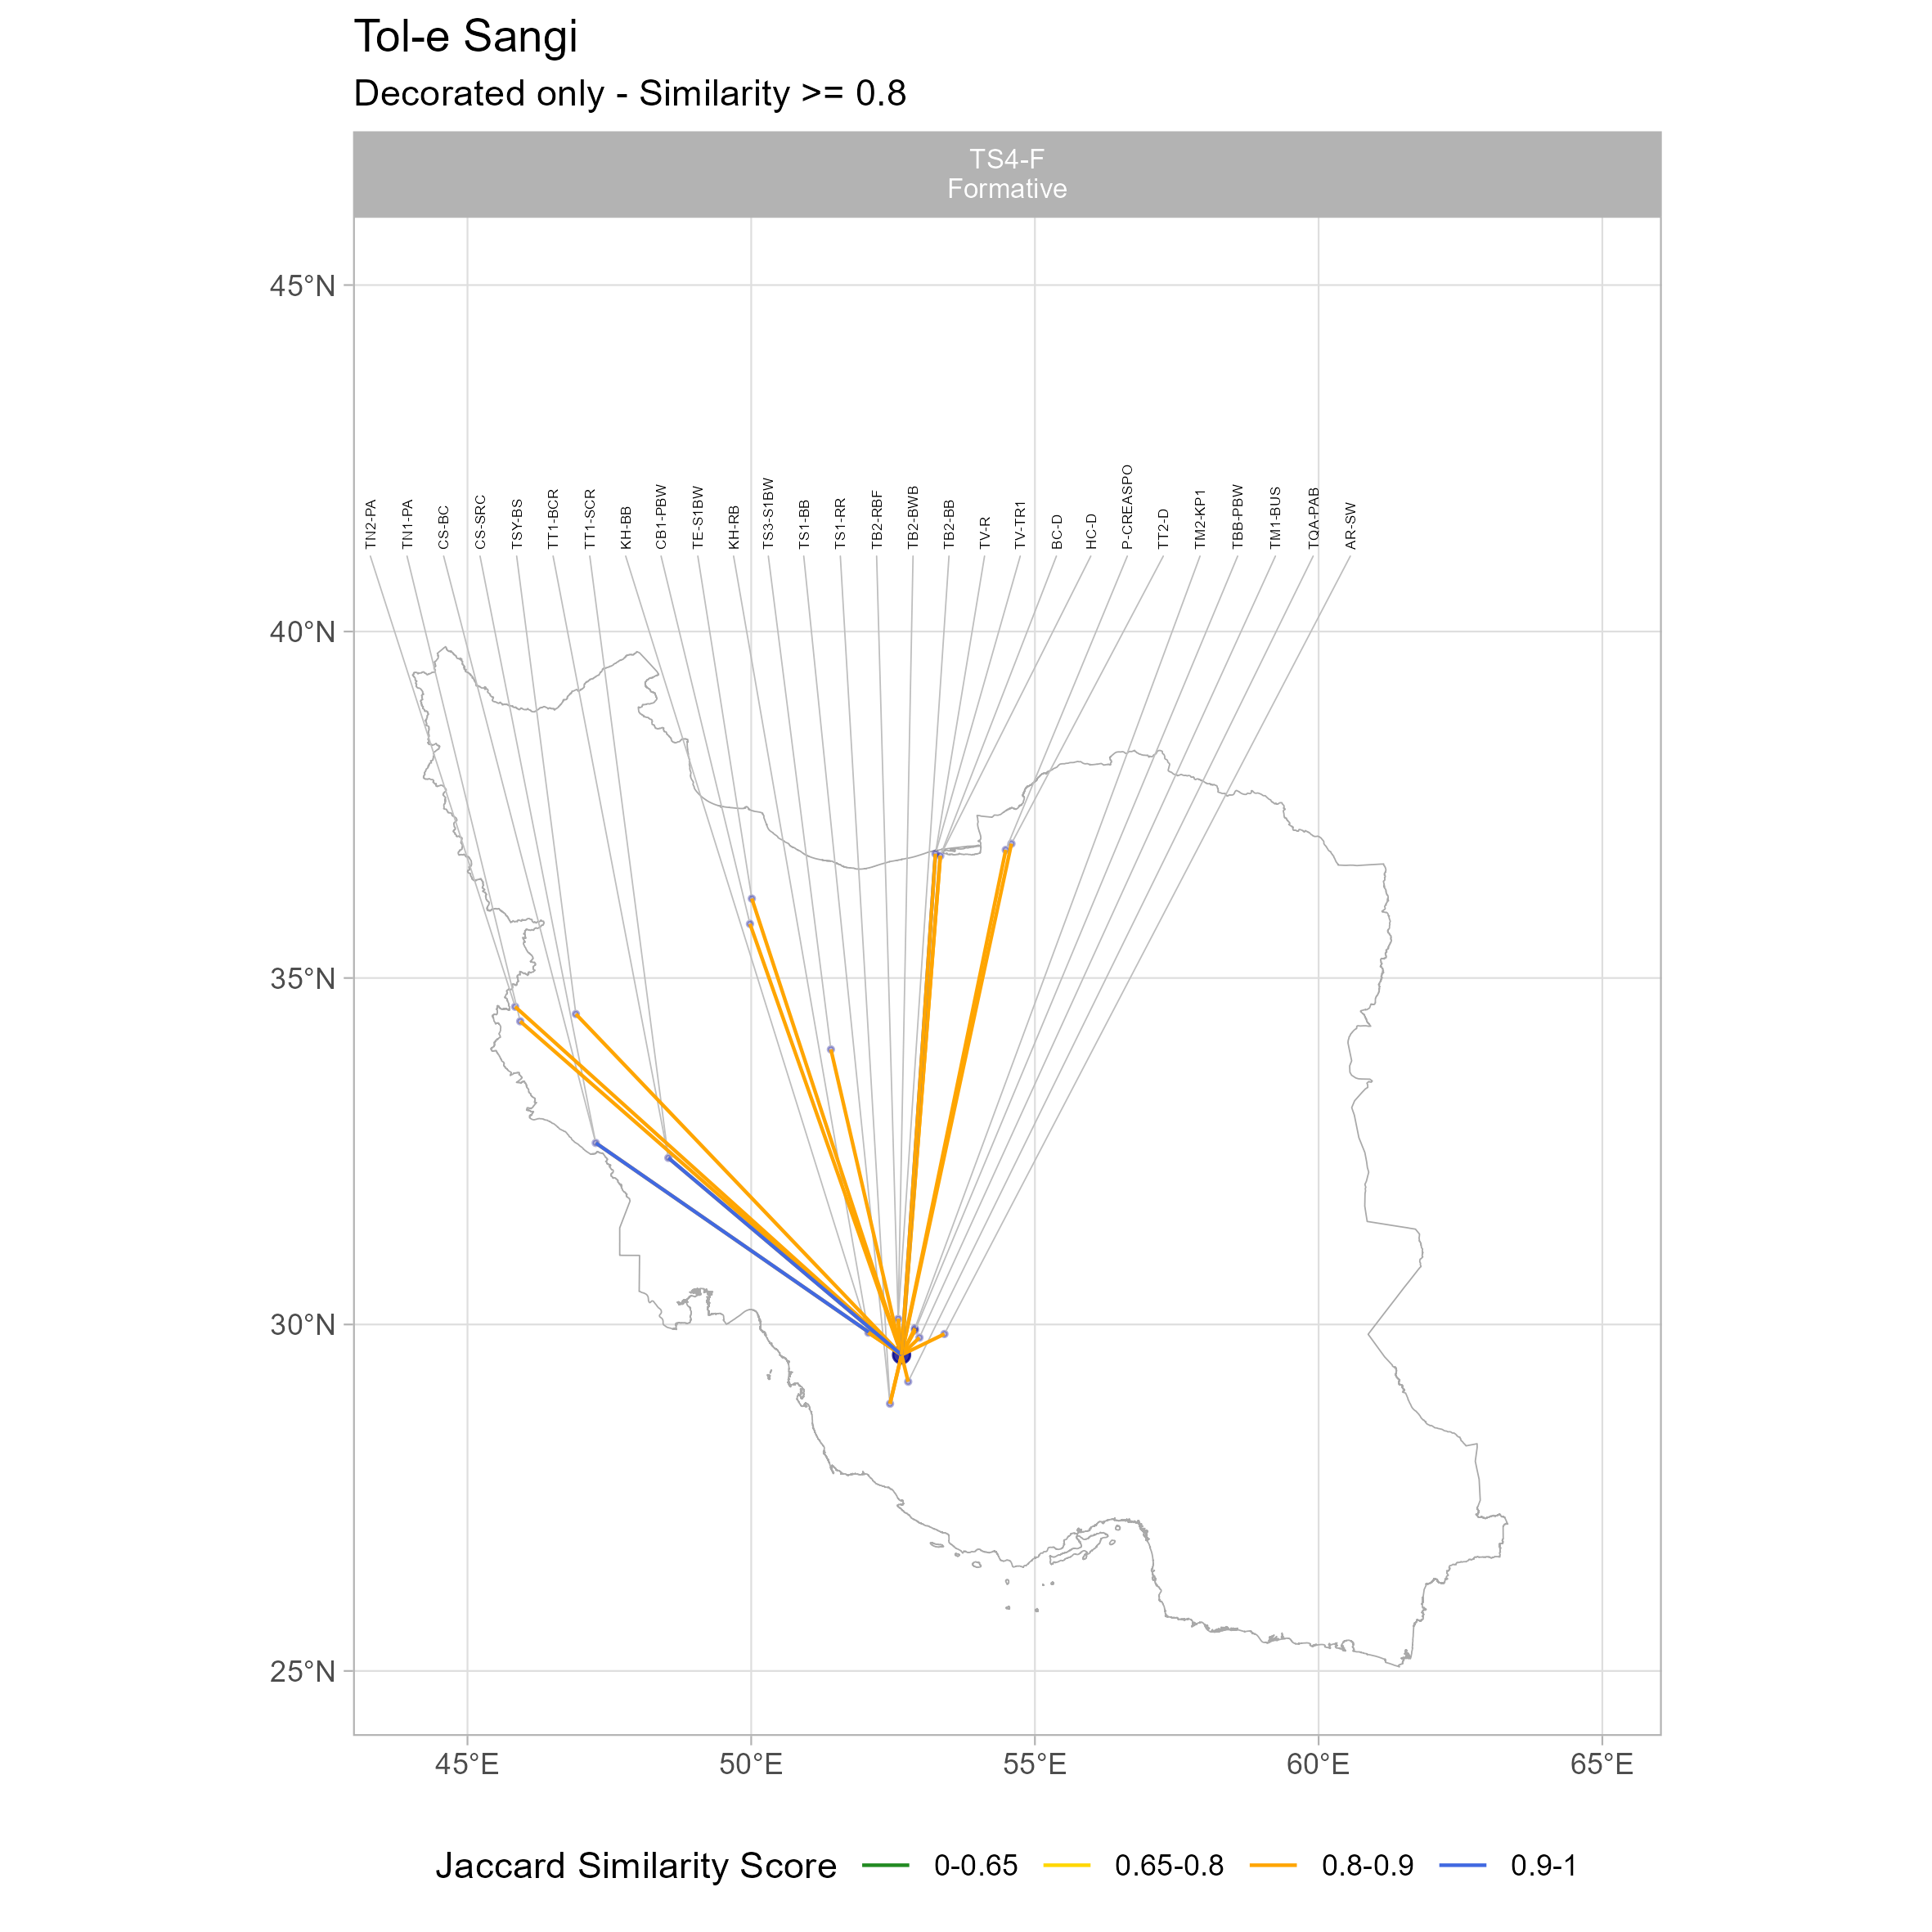 Tol-e Sangi
Decorated only - Similarity >= 0.8
TS4-F
Formative
45°N
40°N
35°N
30°N
25°N
TN2-PA
TN1-PA
CS-BC
CS-SRC
TSY-BS
TT1-BCR
TT1-SCR
KH-BB
CB1-PBW
TE-S1BW
KH-RB
TS3-S1BW
TS1-BB
TS1-RR
TB2-RBF
TB2-BWB
TB2-BB
TV-R
TV-TR1
BC-D
HC-D
P-CREASPO
TT2-D
TM2-KP1
TBB-PBW
TM1-BUS
TQA-PAB
AR-SW
45°E 50°E 55°E 60°E 65°E
Jaccard Similarity Score 0-0.65 0.65-0.8 0.8-0.9 0.9-1